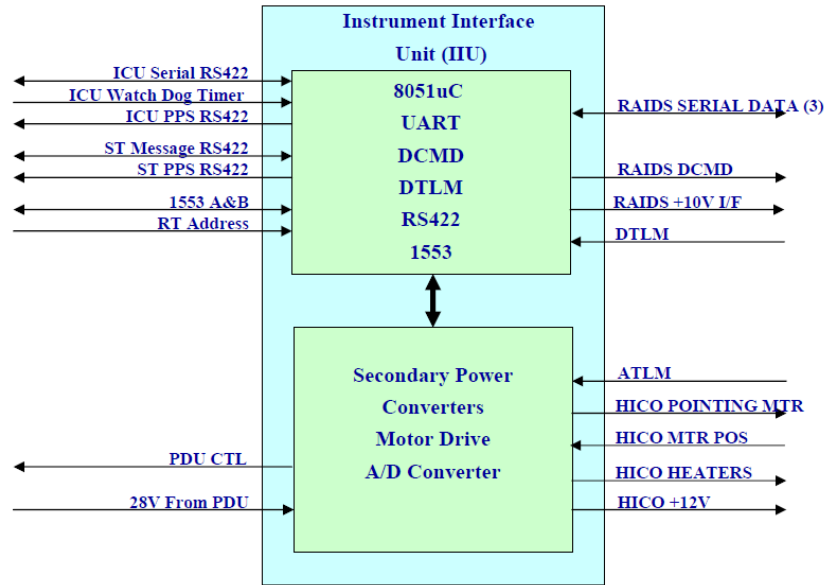 Instrument Interface
Unit (IIU)
ICU Serial RS422
ICU Watch Dog Timer
ICU PPS RS422
ST Message RS422
ST PPS RS422
1553 A&B
RT Address
8051uC
UART
DCMD
DTLM
RS422
1553
RAIDS SERIAL DATA (3)
RAIDS DCMD
RAIDS +10V I/F
DTLM
Secondary Power
Converters
Motor Drive
A/D Converter
PDU CTL
28V From PDU
ATLM
HICO POINTING MTR
HICO MTR POS
HICO HEATERS
HICO +12V